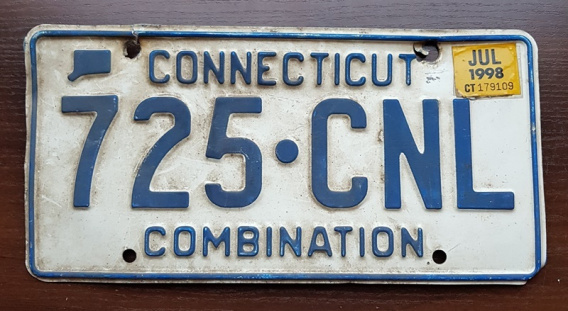 CONNECTICUT
JUL
1998
CT 179109
725·CNL
COMBINATION